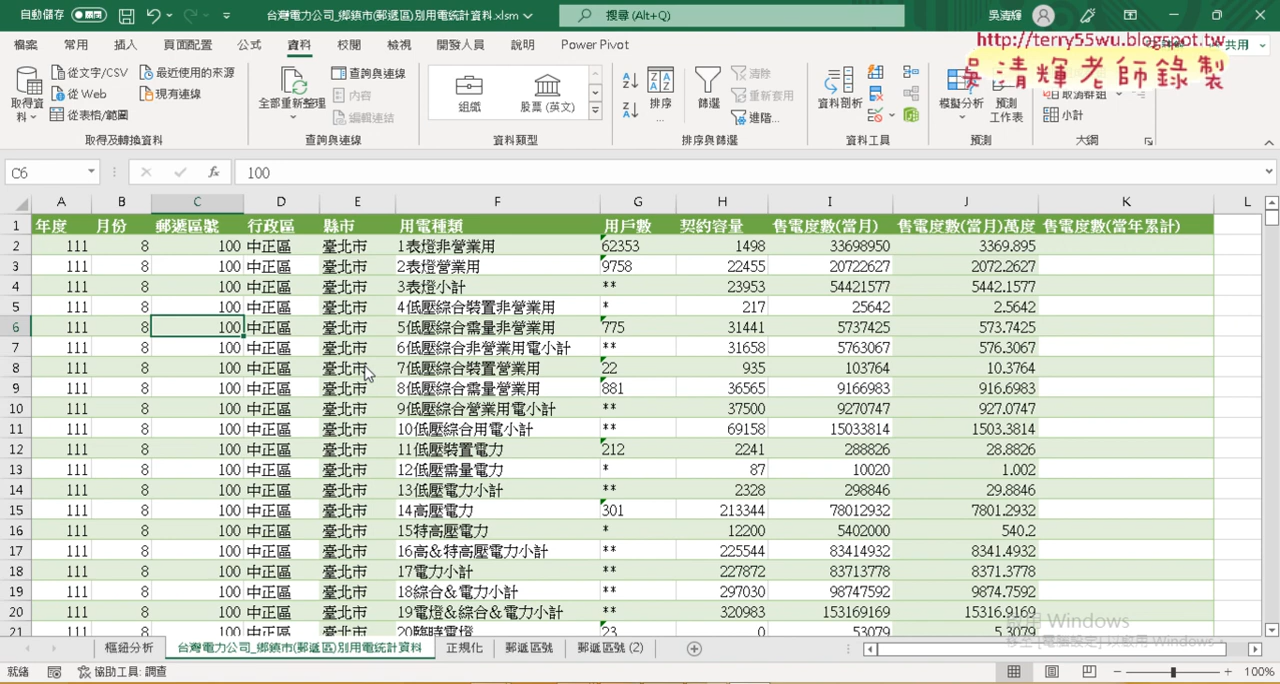 自動儲存 台灣電力公司_鄉鎮市(郵遞區)別用電統計資料.xlsm 搜尋 (Alt+Q) 吳清輝
http://terry55wu.blogspot.tw
吳清輝老師錄製
檔案 常用 插入 頁面配置 公式 資料 校閱 檢視 開發人員 說明 Power Pivot 共用
取得資料 從文字/CSV 從 Web 從表格/範圍 最近使用的來源 現有連線 取得及轉換資料
全部重新整理 查詢與連線 內容 編輯連結 查詢與連線
組織 股票 (英文) 資料類型
排序... 篩選 清除 重新套用 進階... 排序與篩選
資料剖析 資料工具
模擬分析 預測工作表 預測
取消群組 小計 大綱
C6 fx 100
A B C D E F G H I J K L
1 年度 月份 郵遞區號 行政區 縣市 用電種類 用戶數 契約容量 售電度數(當月) 售電度數(當月)萬度 售電度數(當年累計)
2 111 8 100 中正區 臺北市 1表燈非營業用 62353 1498 33698950 3369.895
3 111 8 100 中正區 臺北市 2表燈營業用 9758 22455 20722627 2072.2627
4 111 8 100 中正區 臺北市 3表燈小計 ** 23953 54421577 5442.1577
5 111 8 100 中正區 臺北市 4低壓綜合裝置非營業用 * 217 25642 2.5642
6 111 8 100 中正區 臺北市 5低壓綜合需量非營業用 775 31441 5737425 573.7425
7 111 8 100 中正區 臺北市 6低壓綜合非營業用電小計 ** 31658 5763067 576.3067
8 111 8 100 中正區 臺北市 7低壓綜合裝置營業用 22 935 103764 10.3764
9 111 8 100 中正區 臺北市 8低壓綜合需量營業用 881 36565 9166983 916.6983
10 111 8 100 中正區 臺北市 9低壓綜合營業用電小計 ** 37500 9270747 927.0747
11 111 8 100 中正區 臺北市 10低壓綜合用電小計 ** 69158 15033814 1503.3814
12 111 8 100 中正區 臺北市 11低壓裝置電力 212 2241 288826 28.8826
13 111 8 100 中正區 臺北市 12低壓需量電力 * 87 10020 1.002
14 111 8 100 中正區 臺北市 13低壓電力小計 ** 2328 298846 29.8846
15 111 8 100 中正區 臺北市 14高壓電力 301 213344 78012932 7801.2932
16 111 8 100 中正區 臺北市 15特高壓電力 * 12200 5402000 540.2
17 111 8 100 中正區 臺北市 16高&特高壓電力小計 ** 225544 83414932 8341.4932
18 111 8 100 中正區 臺北市 17電力小計 ** 227872 83713778 8371.3778
19 111 8 100 中正區 臺北市 18綜合&電力小計 ** 297030 98747592 9874.7592
20 111 8 100 中正區 臺北市 19電燈&綜合&電力小計 ** 320983 153169169 15316.9169
21 111 8 100 中正區 臺北市 20臨時電燈 23 0 53079 5.3079
啟用 Windows
移至 [電腦設定] 以啟用 Windows。
樞紐分析 台灣電力公司_鄉鎮市(郵遞區)別用電統計資料 正規化 郵遞區號 郵遞區號 (2)
就緒 協助工具: 調查 100%